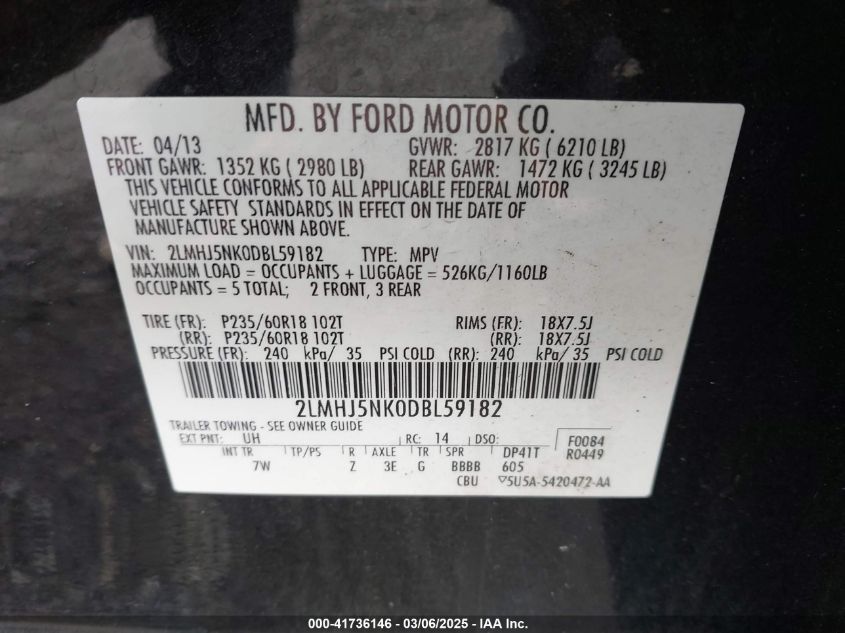 MFD. BY FORD MOTOR CO.
DATE: 04/13 GVWR: 2817 KG ( 6210 LB)
FRONT GAWR: 1352 KG ( 2980 LB) REAR GAWR: 1472 KG ( 3245 LB)
THIS VEHICLE CONFORMS TO ALL APPLICABLE FEDERAL MOTOR
VEHICLE SAFETY STANDARDS IN EFFECT ON THE DATE OF
MANUFACTURE SHOWN ABOVE.
VIN: 2LMHJ5NK0DBL59182 TYPE: MPV
MAXIMUM LOAD = OCCUPANTS + LUGGAGE = 526KG/1160LB
OCCUPANTS = 5 TOTAL; 2 FRONT, 3 REAR
TIRE (FR): P235/60R18 102T RIMS (FR): 18X7.5J
(RR): P235/60R18 102T (RR): 18X7.5J
PRESSURE (FR): 240 kPa/ 35 PSI COLD (RR): 240 kPa/ 35 PSI COLD
2LMHJ5NK0DBL59182
TRAILER TOWING - SEE OWNER GUIDE
EXT PNT: UH RC: 14 DSO: F0084
INT TR TP/PS R AXLE TR SPR DP41T R0449
7W Z 3E G BBBB 605
CBU ▽5U5A-5420472-AA
000-41736146 - 03/06/2025 - IAA Inc.